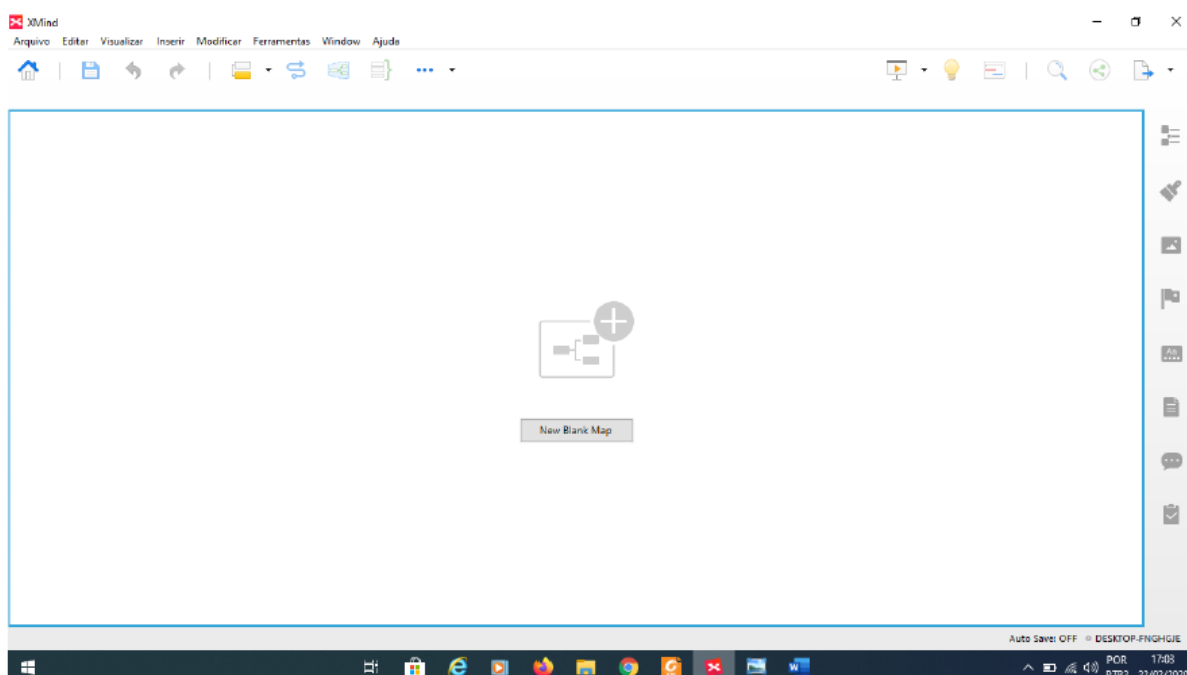 XMind
Arquivo Editar Visualizar Inserir Modificar Ferramentas Window Ajuda
New Blank Map
Auto Save: OFF DESKTOP-FNGHGJE
POR 17:03